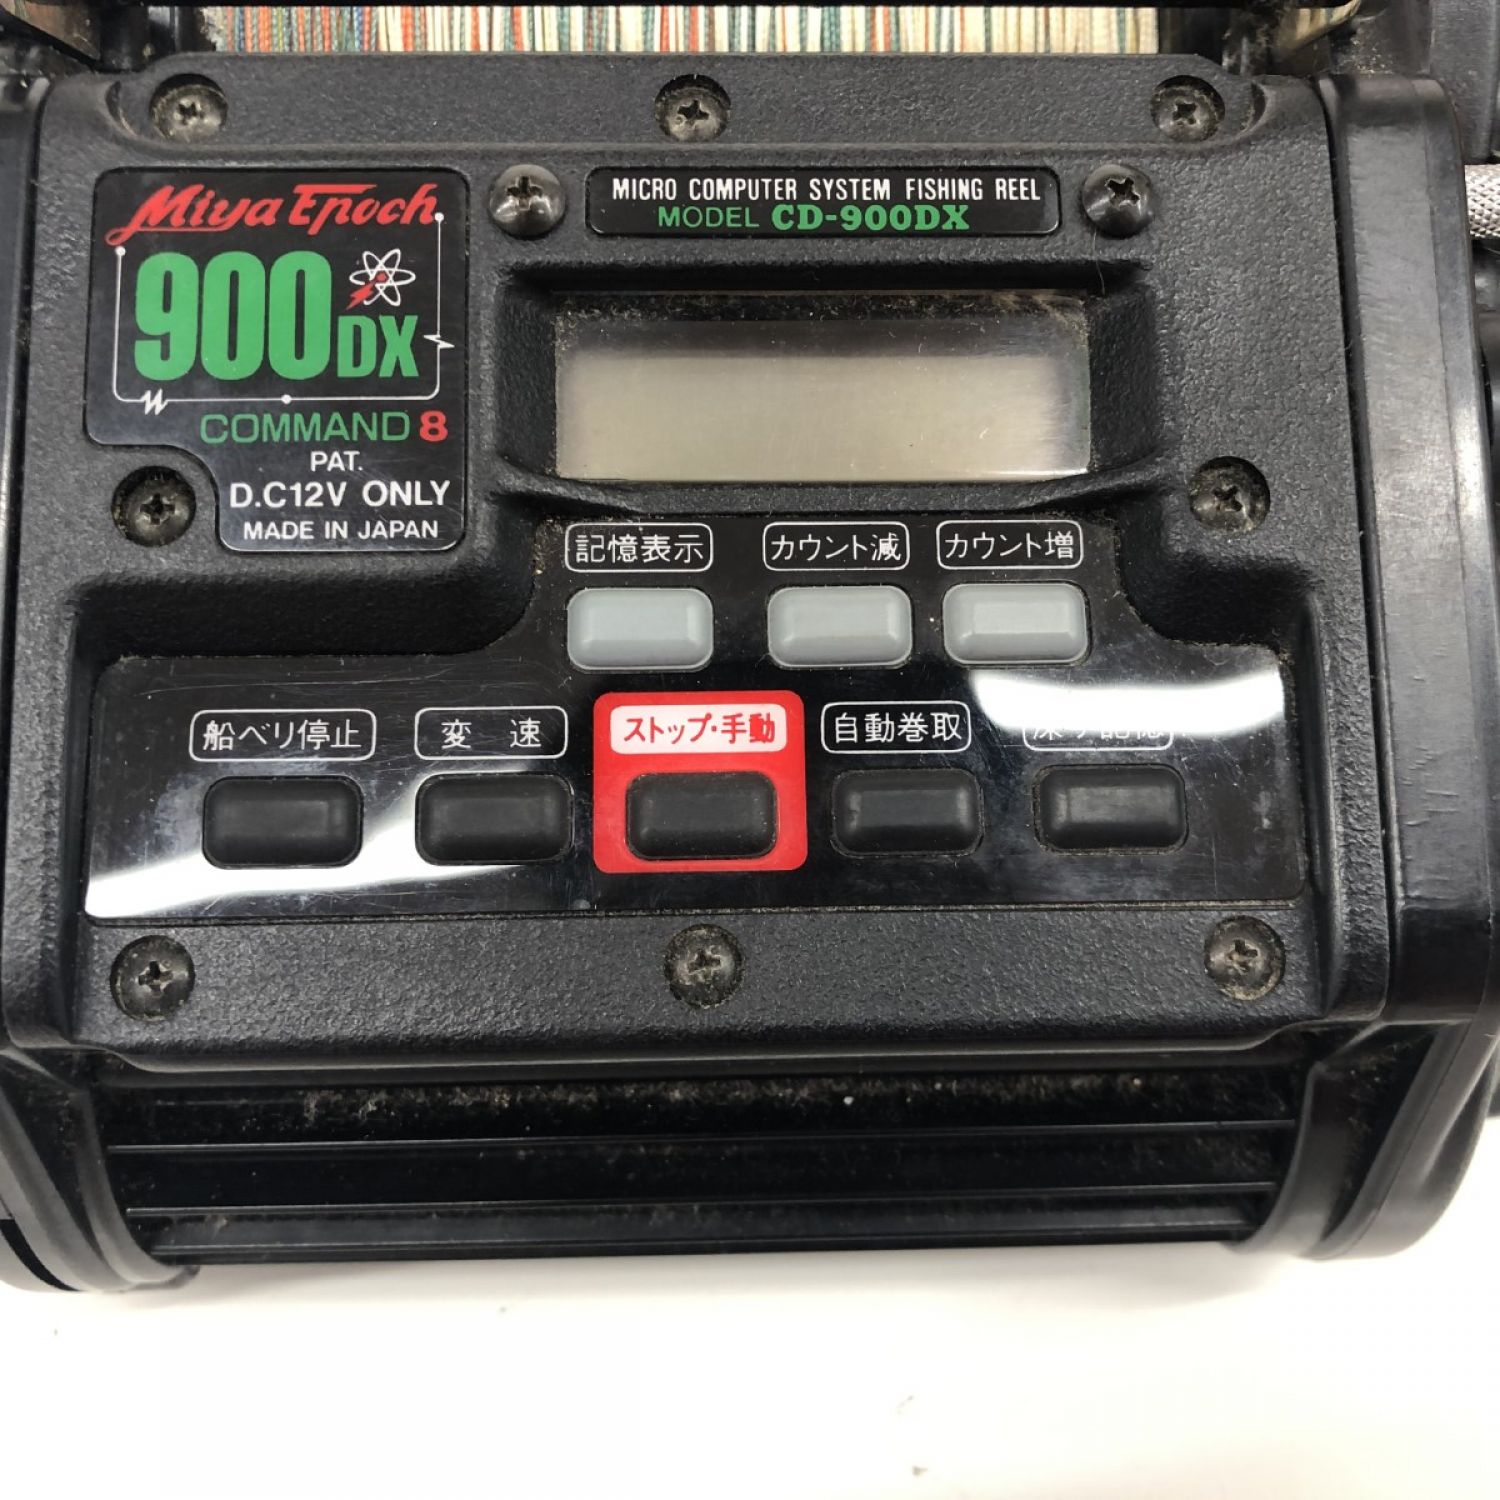 Miya Epoch
900DX
COMMAND 8
PAT.
D.C12V ONLY
MADE IN JAPAN
MICRO COMPUTER SYSTEM FISHING REEL
MODEL CD-900DX
記憶表示
カウント減
カウント増
船ベリ停止
変 速
ストップ・手動
自動巻取